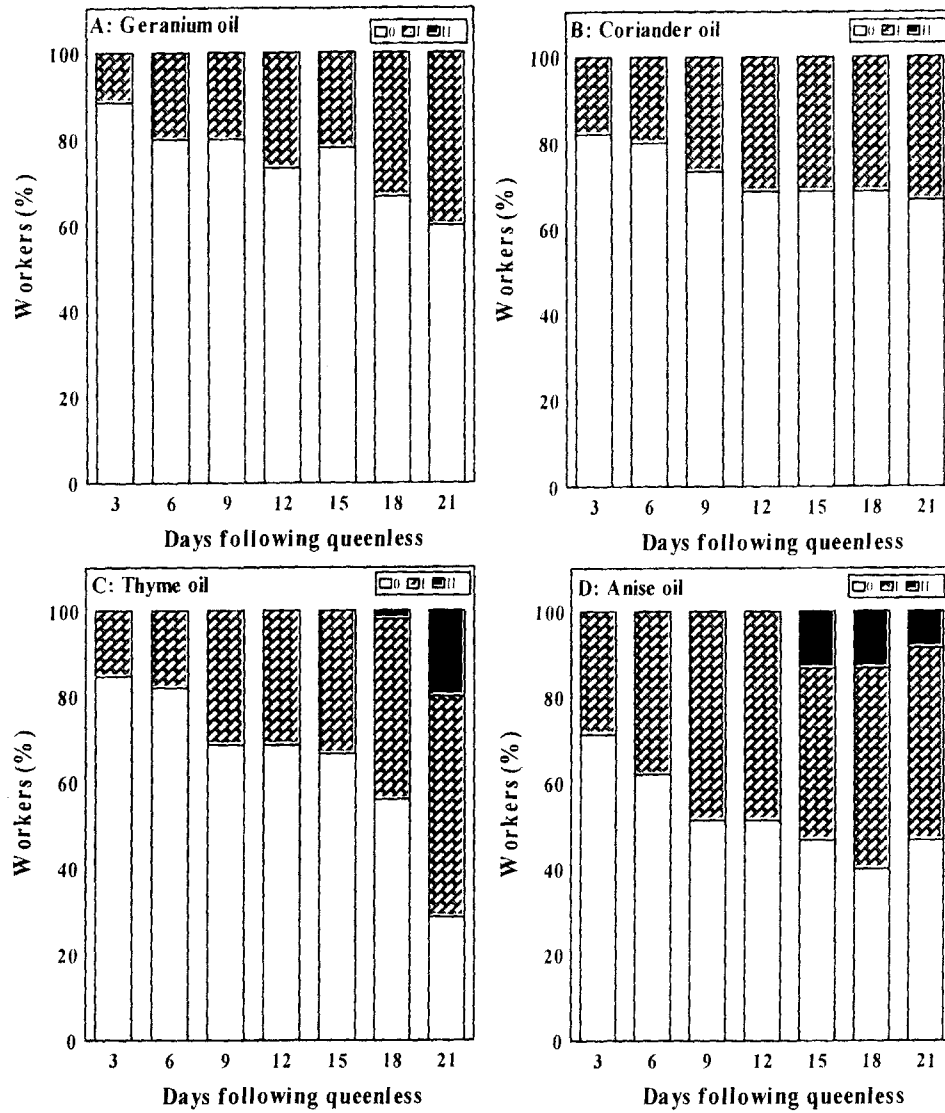 A: Geranium oil
0 I II
100
80
60
40
20
0
Workers (%)
3 6 9 12 15 18 21
Days following queenless
B: Coriander oil
0 I II
100
80
60
40
20
0
Workers (%)
3 6 9 12 15 18 21
Days following queenless
C: Thyme oil
0 I II
100
80
60
40
20
0
Workers (%)
3 6 9 12 15 18 21
Days following queenless
D: Anise oil
0 I II
100
80
60
40
20
0
Workers (%)
3 6 9 12 15 18 21
Days following queenless